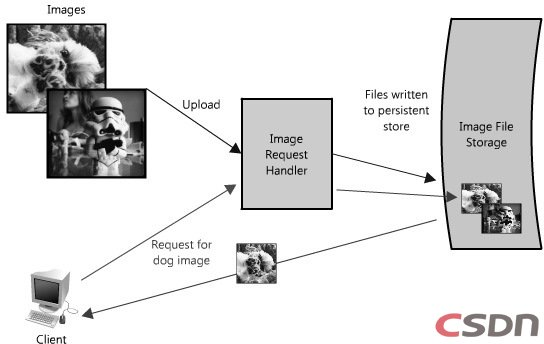 Images
Upload
Image
Request
Handler
Files written
to persistent
store
Image File
Storage
Request for
dog image
Client
CSDN